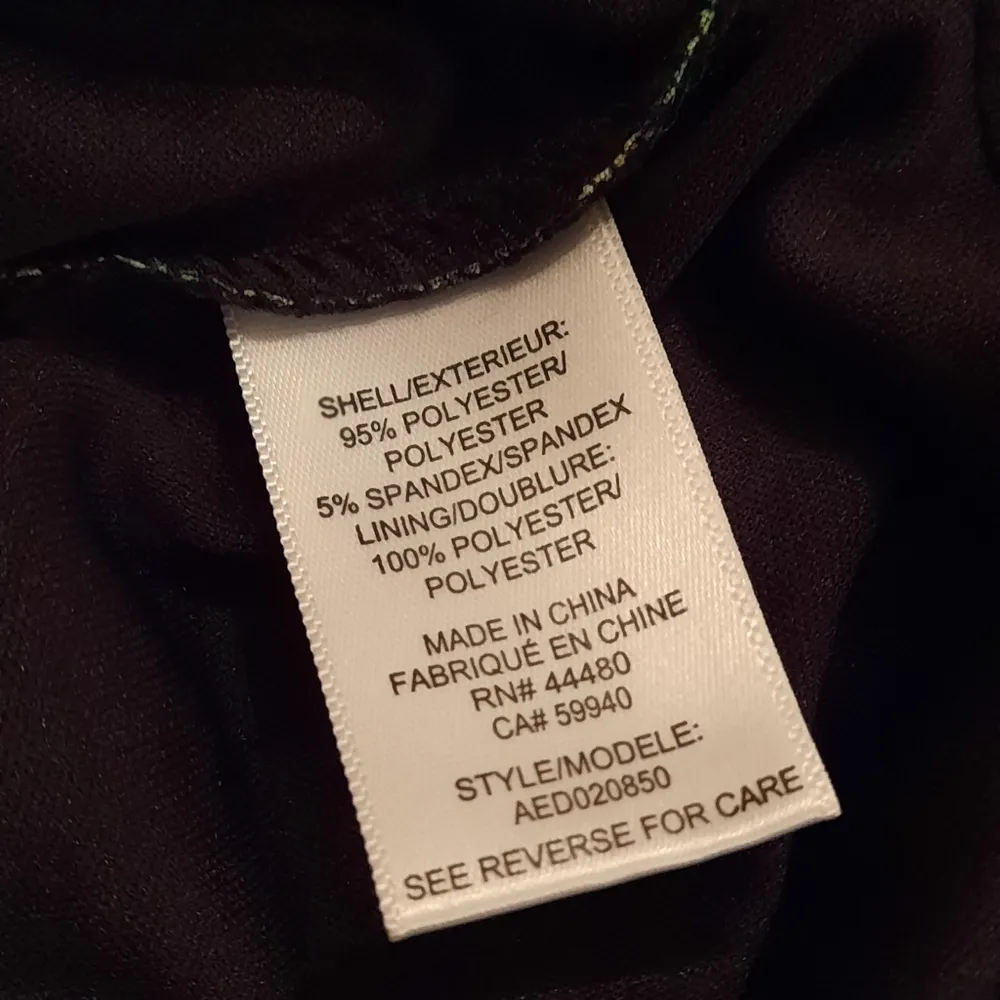 SHELL/EXTERIEUR:
95% POLYESTER/
POLYESTER
5% SPANDEX/SPANDEX
LINING/DOUBLURE:
100% POLYESTER/
POLYESTER
MADE IN CHINA
FABRIQUÉ EN CHINE
RN# 44480
CA# 59940
STYLE/MODELE:
AED020850
SEE REVERSE FOR CARE